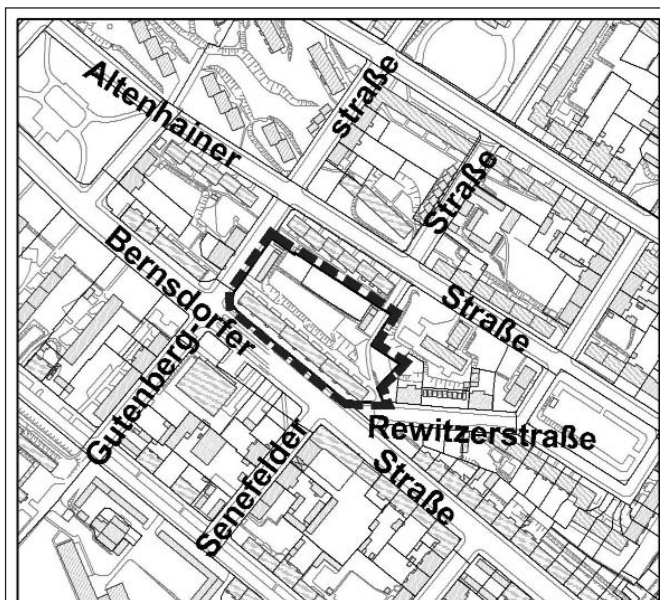 Altenhainer
straße
Straße
Straße
Bernsdorfer
Gutenberg-
Senefelder
Rewitzerstraße
Straße